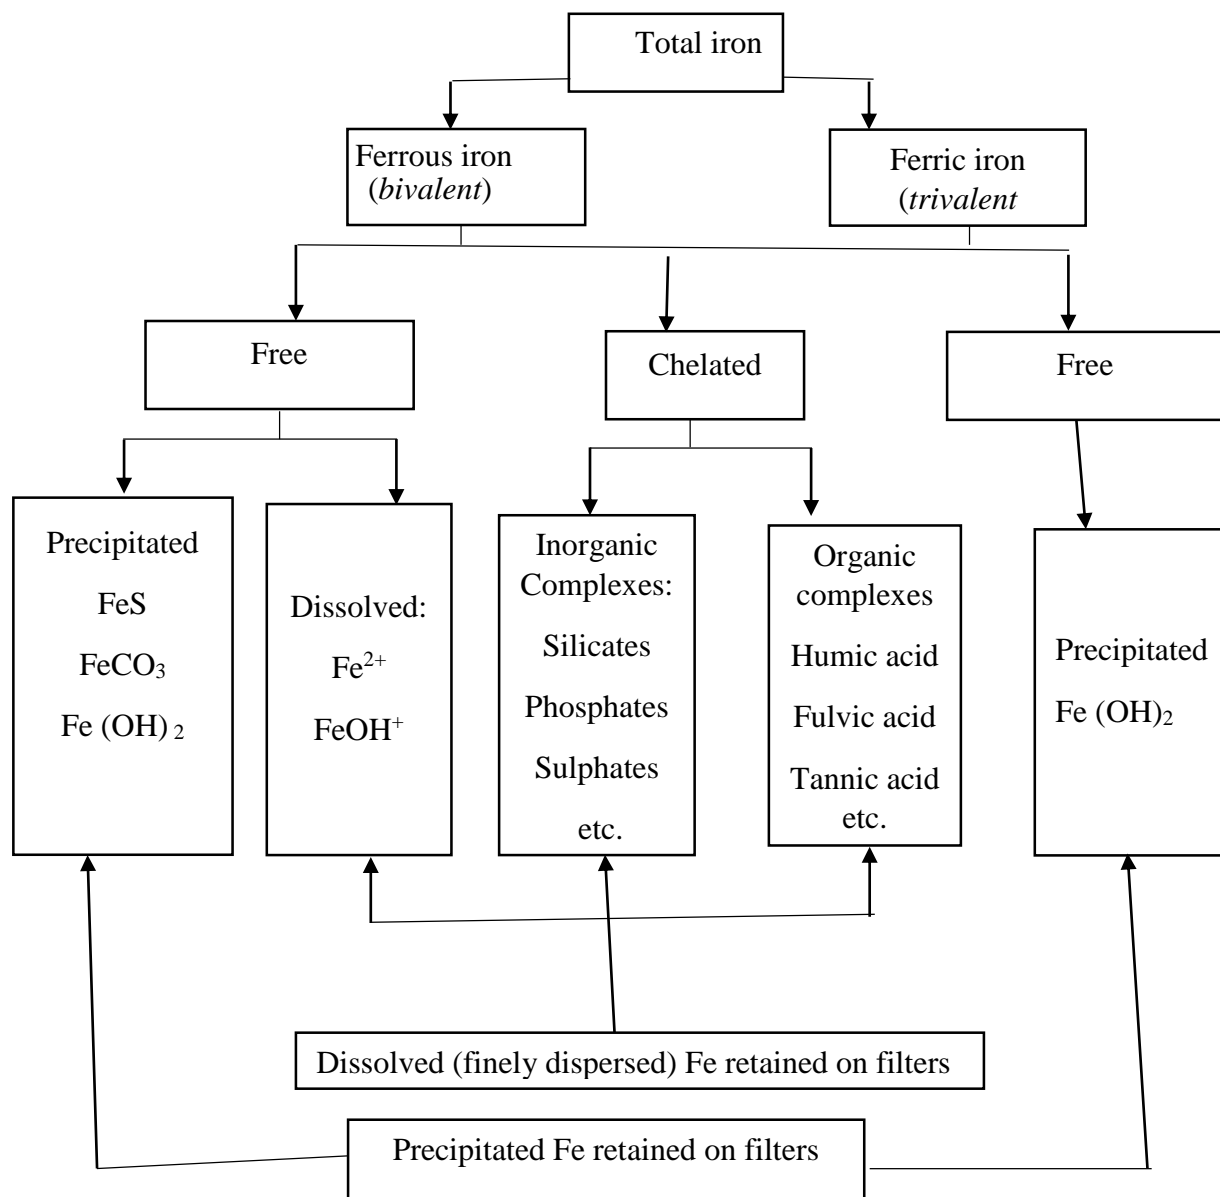 Total iron
Ferrous iron
(bivalent)
Ferric iron
(trivalent
Free
Chelated
Free
Precipitated
FeS
FeCO₃
Fe (OH) ₂
Dissolved:
Fe²⁺
FeOH⁺
Inorganic
Complexes:
Silicates
Phosphates
Sulphates
etc.
Organic
complexes
Humic acid
Fulvic acid
Tannic acid
etc.
Precipitated
Fe (OH)₂
Dissolved (finely dispersed) Fe retained on filters
Precipitated Fe retained on filters